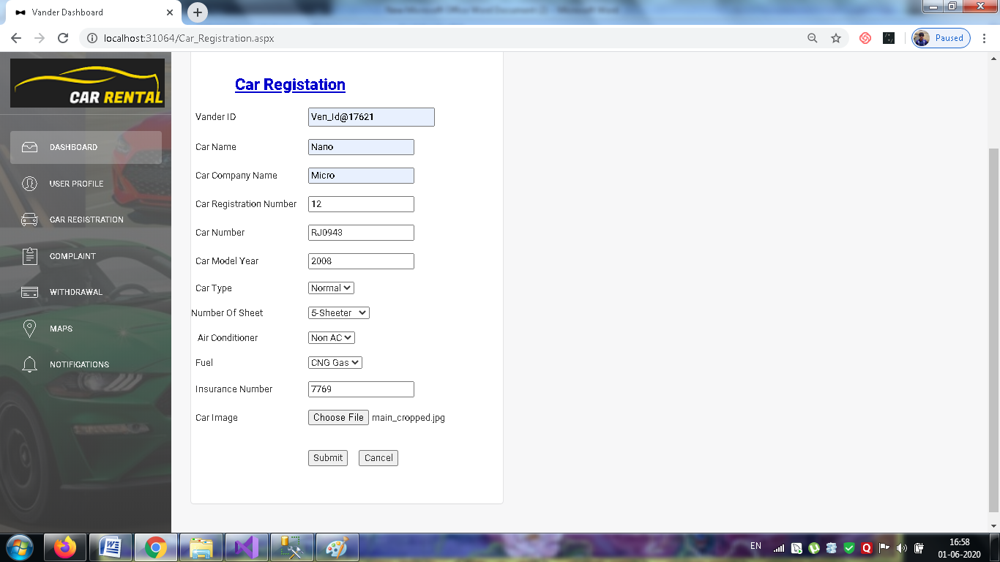 Vander Dashboard
localhost:31064/Car_Registration.aspx
Paused
CAR RENTAL
DASHBOARD
USER PROFILE
CAR REGISTRATION
COMPLAINT
WITHDRAWAL
MAPS
NOTIFICATIONS
Car Registation
Vander ID Ven_Id@17621
Car Name Nano
Car Company Name Micro
Car Registration Number 12
Car Number RJ0943
Car Model Year 2008
Car Type Normal
Number Of Sheet 5-Sheeter
Air Conditioner Non AC
Fuel CNG Gas
Insurance Number 7769
Car Image Choose File main_cropped.jpg
Submit Cancel
EN
16:58
01-06-2020